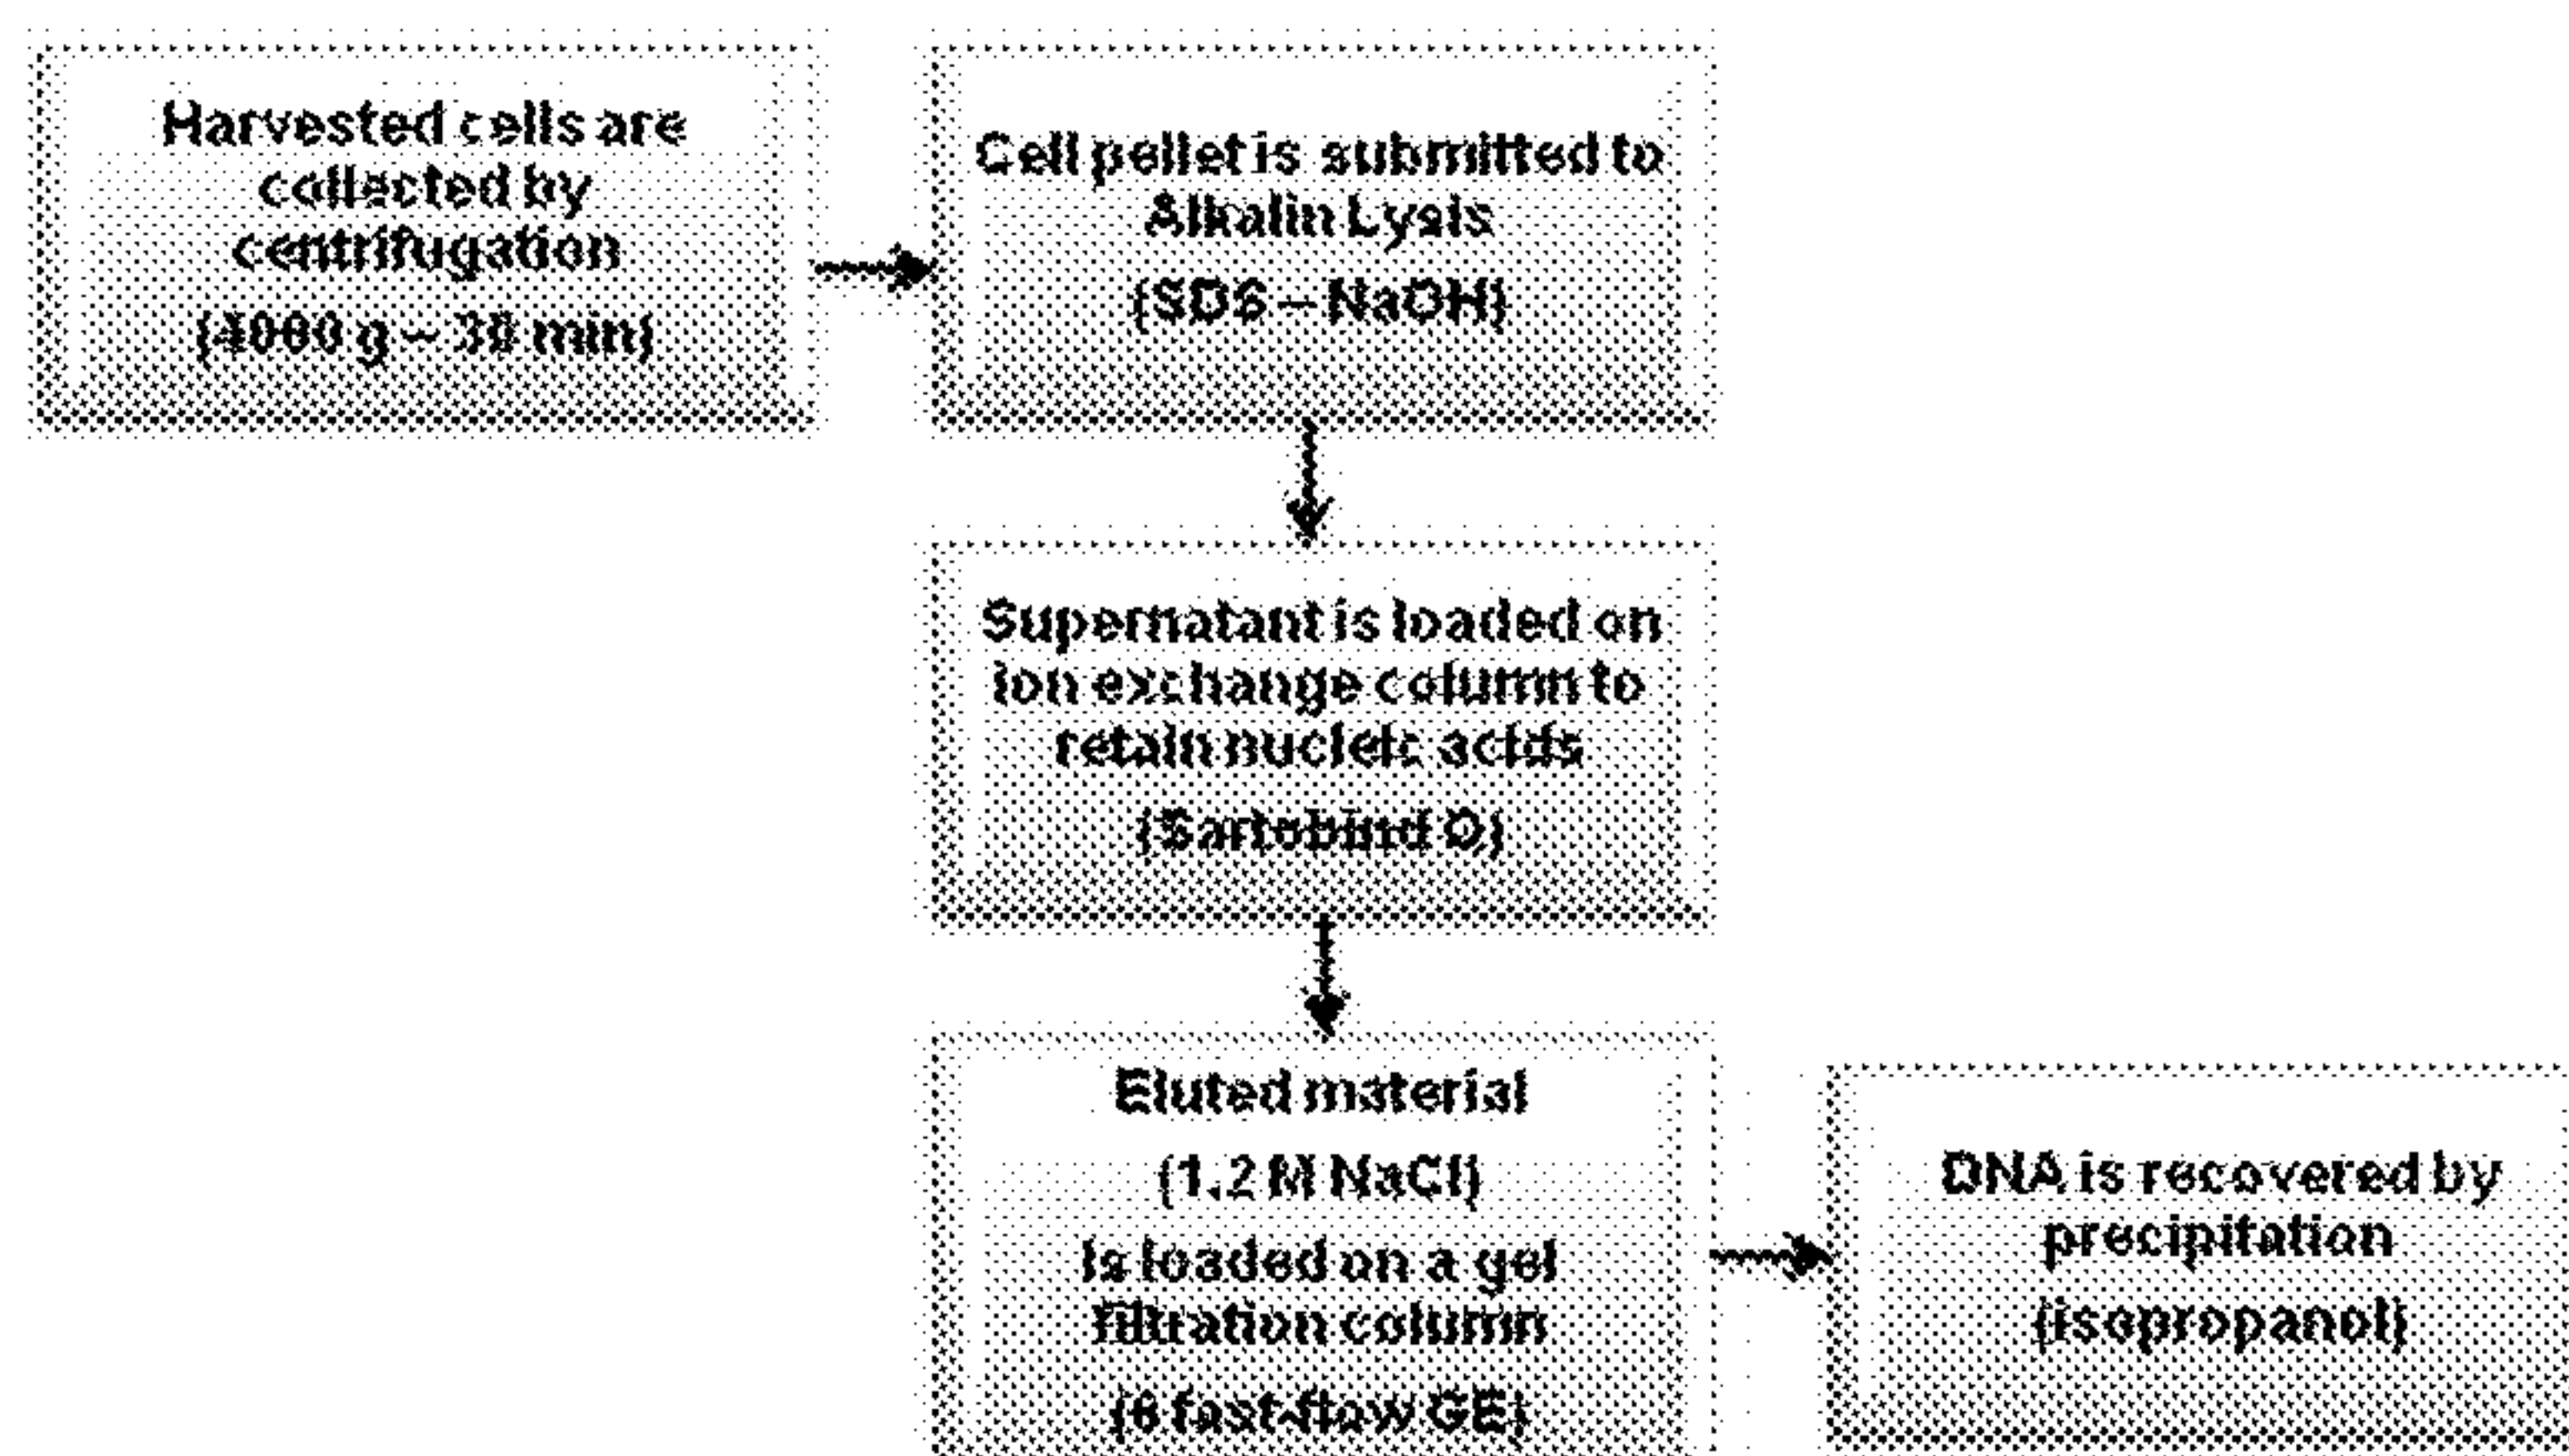 Harvested cells are
collected by
centrifugation
(4000 g – 30 min)
Cell pellet is submitted to
Alkalin Lysis
(SDS – NaOH)
Supernatant is loaded on
ion exchange column to
retain nucleic acids
(Sartobind Q)
Eluted material
(1.2 M NaCl)
Is loaded on a gel
filtration column
(6 fast-flow GE)
DNA is recovered by
precipitation
(isopropanol)